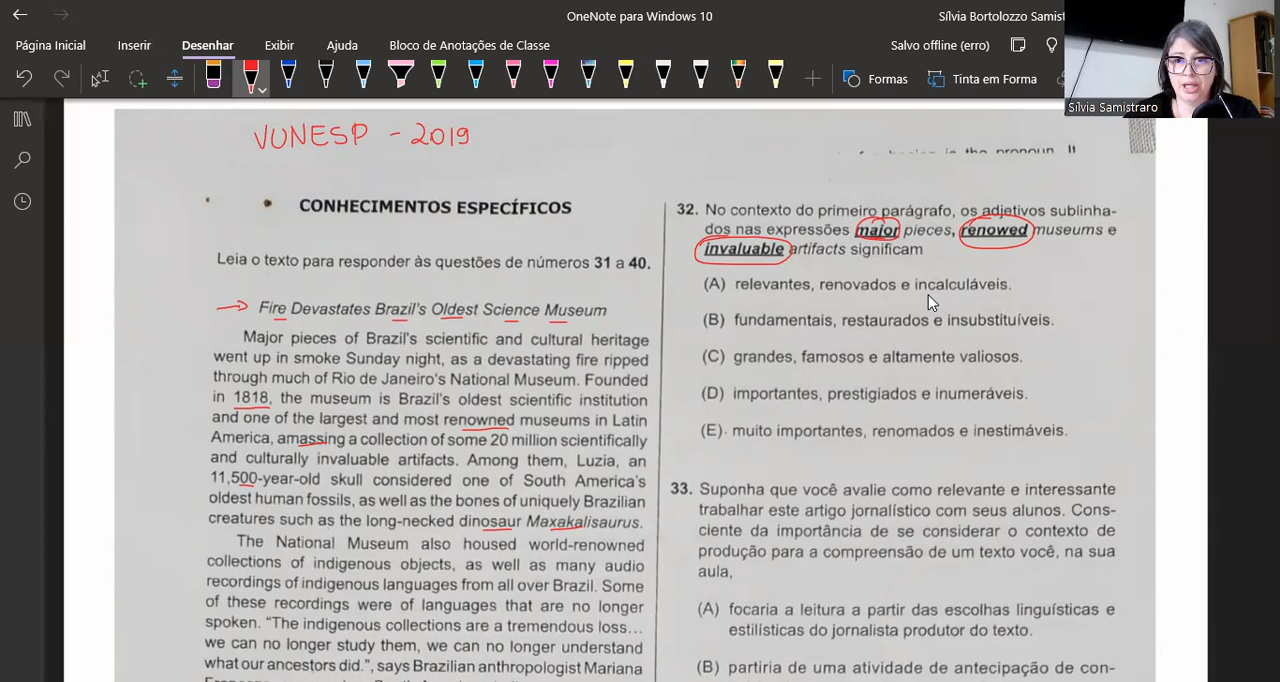 OneNote para Windows 10
Sílvia Bortolozzo Samist
Página Inicial
Inserir
Desenhar
Exibir
Ajuda
Bloco de Anotações de Classe
Salvo offline (erro)
Formas
Tinta em Forma
Sílvia Samistraro
VUNESP - 2019
is the pronoun. It
CONHECIMENTOS ESPECÍFICOS
Leia o texto para responder às questões de números 31 a 40.
Fire Devastates Brazil's Oldest Science Museum
Major pieces of Brazil's scientific and cultural heritage
went up in smoke Sunday night, as a devastating fire ripped
through much of Rio de Janeiro's National Museum. Founded
in 1818, the museum is Brazil's oldest scientific institution
and one of the largest and most renowned museums in Latin
America, amassing a collection of some 20 million scientifically
and culturally invaluable artifacts. Among them, Luzia, an
11,500-year-old skull considered one of South America's
oldest human fossils, as well as the bones of uniquely Brazilian
creatures such as the long-necked dinosaur Maxakalisaurus.
The National Museum also housed world-renowned
collections of indigenous objects, as well as many audio
recordings of indigenous languages from all over Brazil. Some
of these recordings were of languages that are no longer
spoken. "The indigenous collections are a tremendous loss...
we can no longer study them, we can no longer understand
what our ancestors did.", says Brazilian anthropologist Mariana
32. No contexto do primeiro parágrafo, os adjetivos sublinha-
dos nas expressões major pieces, renowed museums e
invaluable artifacts significam
(A) relevantes, renovados e incalculáveis.
(B) fundamentais, restaurados e insubstituíveis.
(C) grandes, famosos e altamente valiosos.
(D) importantes, prestigiados e inumeráveis.
(E) muito importantes, renomados e inestimáveis.
33. Suponha que você avalie como relevante e interessante
trabalhar este artigo jornalístico com seus alunos. Cons-
ciente da importância de se considerar o contexto de
produção para a compreensão de um texto você, na sua
aula,
(A) focaria a leitura a partir das escolhas linguísticas e
estilísticas do jornalista produtor do texto.
(B) partiria de uma atividade de antecipação de con-